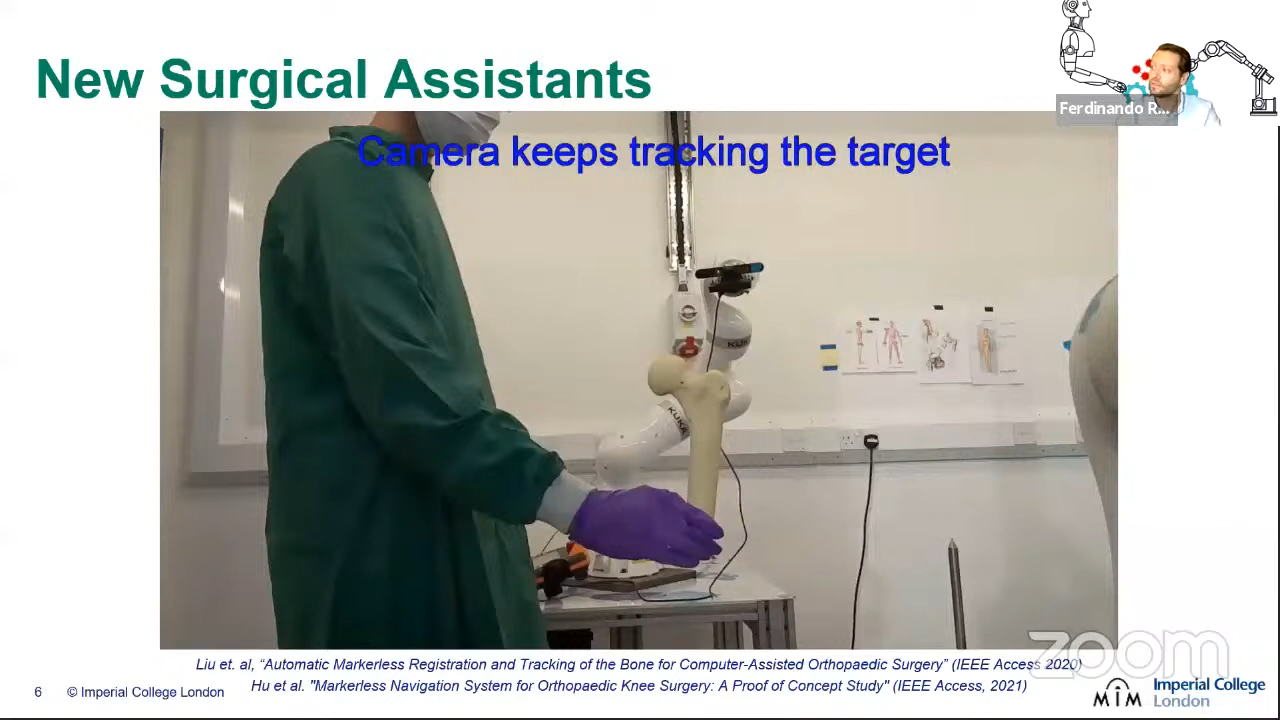 New Surgical Assistants
Ferdinando R...
Camera keeps tracking the target
KUKA
KUKA
Liu et. al, “Automatic Markerless Registration and Tracking of the Bone for Computer-Assisted Orthopaedic Surgery” (IEEE Access 2020)
Hu et al. "Markerless Navigation System for Orthopaedic Knee Surgery: A Proof of Concept Study" (IEEE Access, 2021)
6 © Imperial College London
zoom
MIM
Imperial College
London